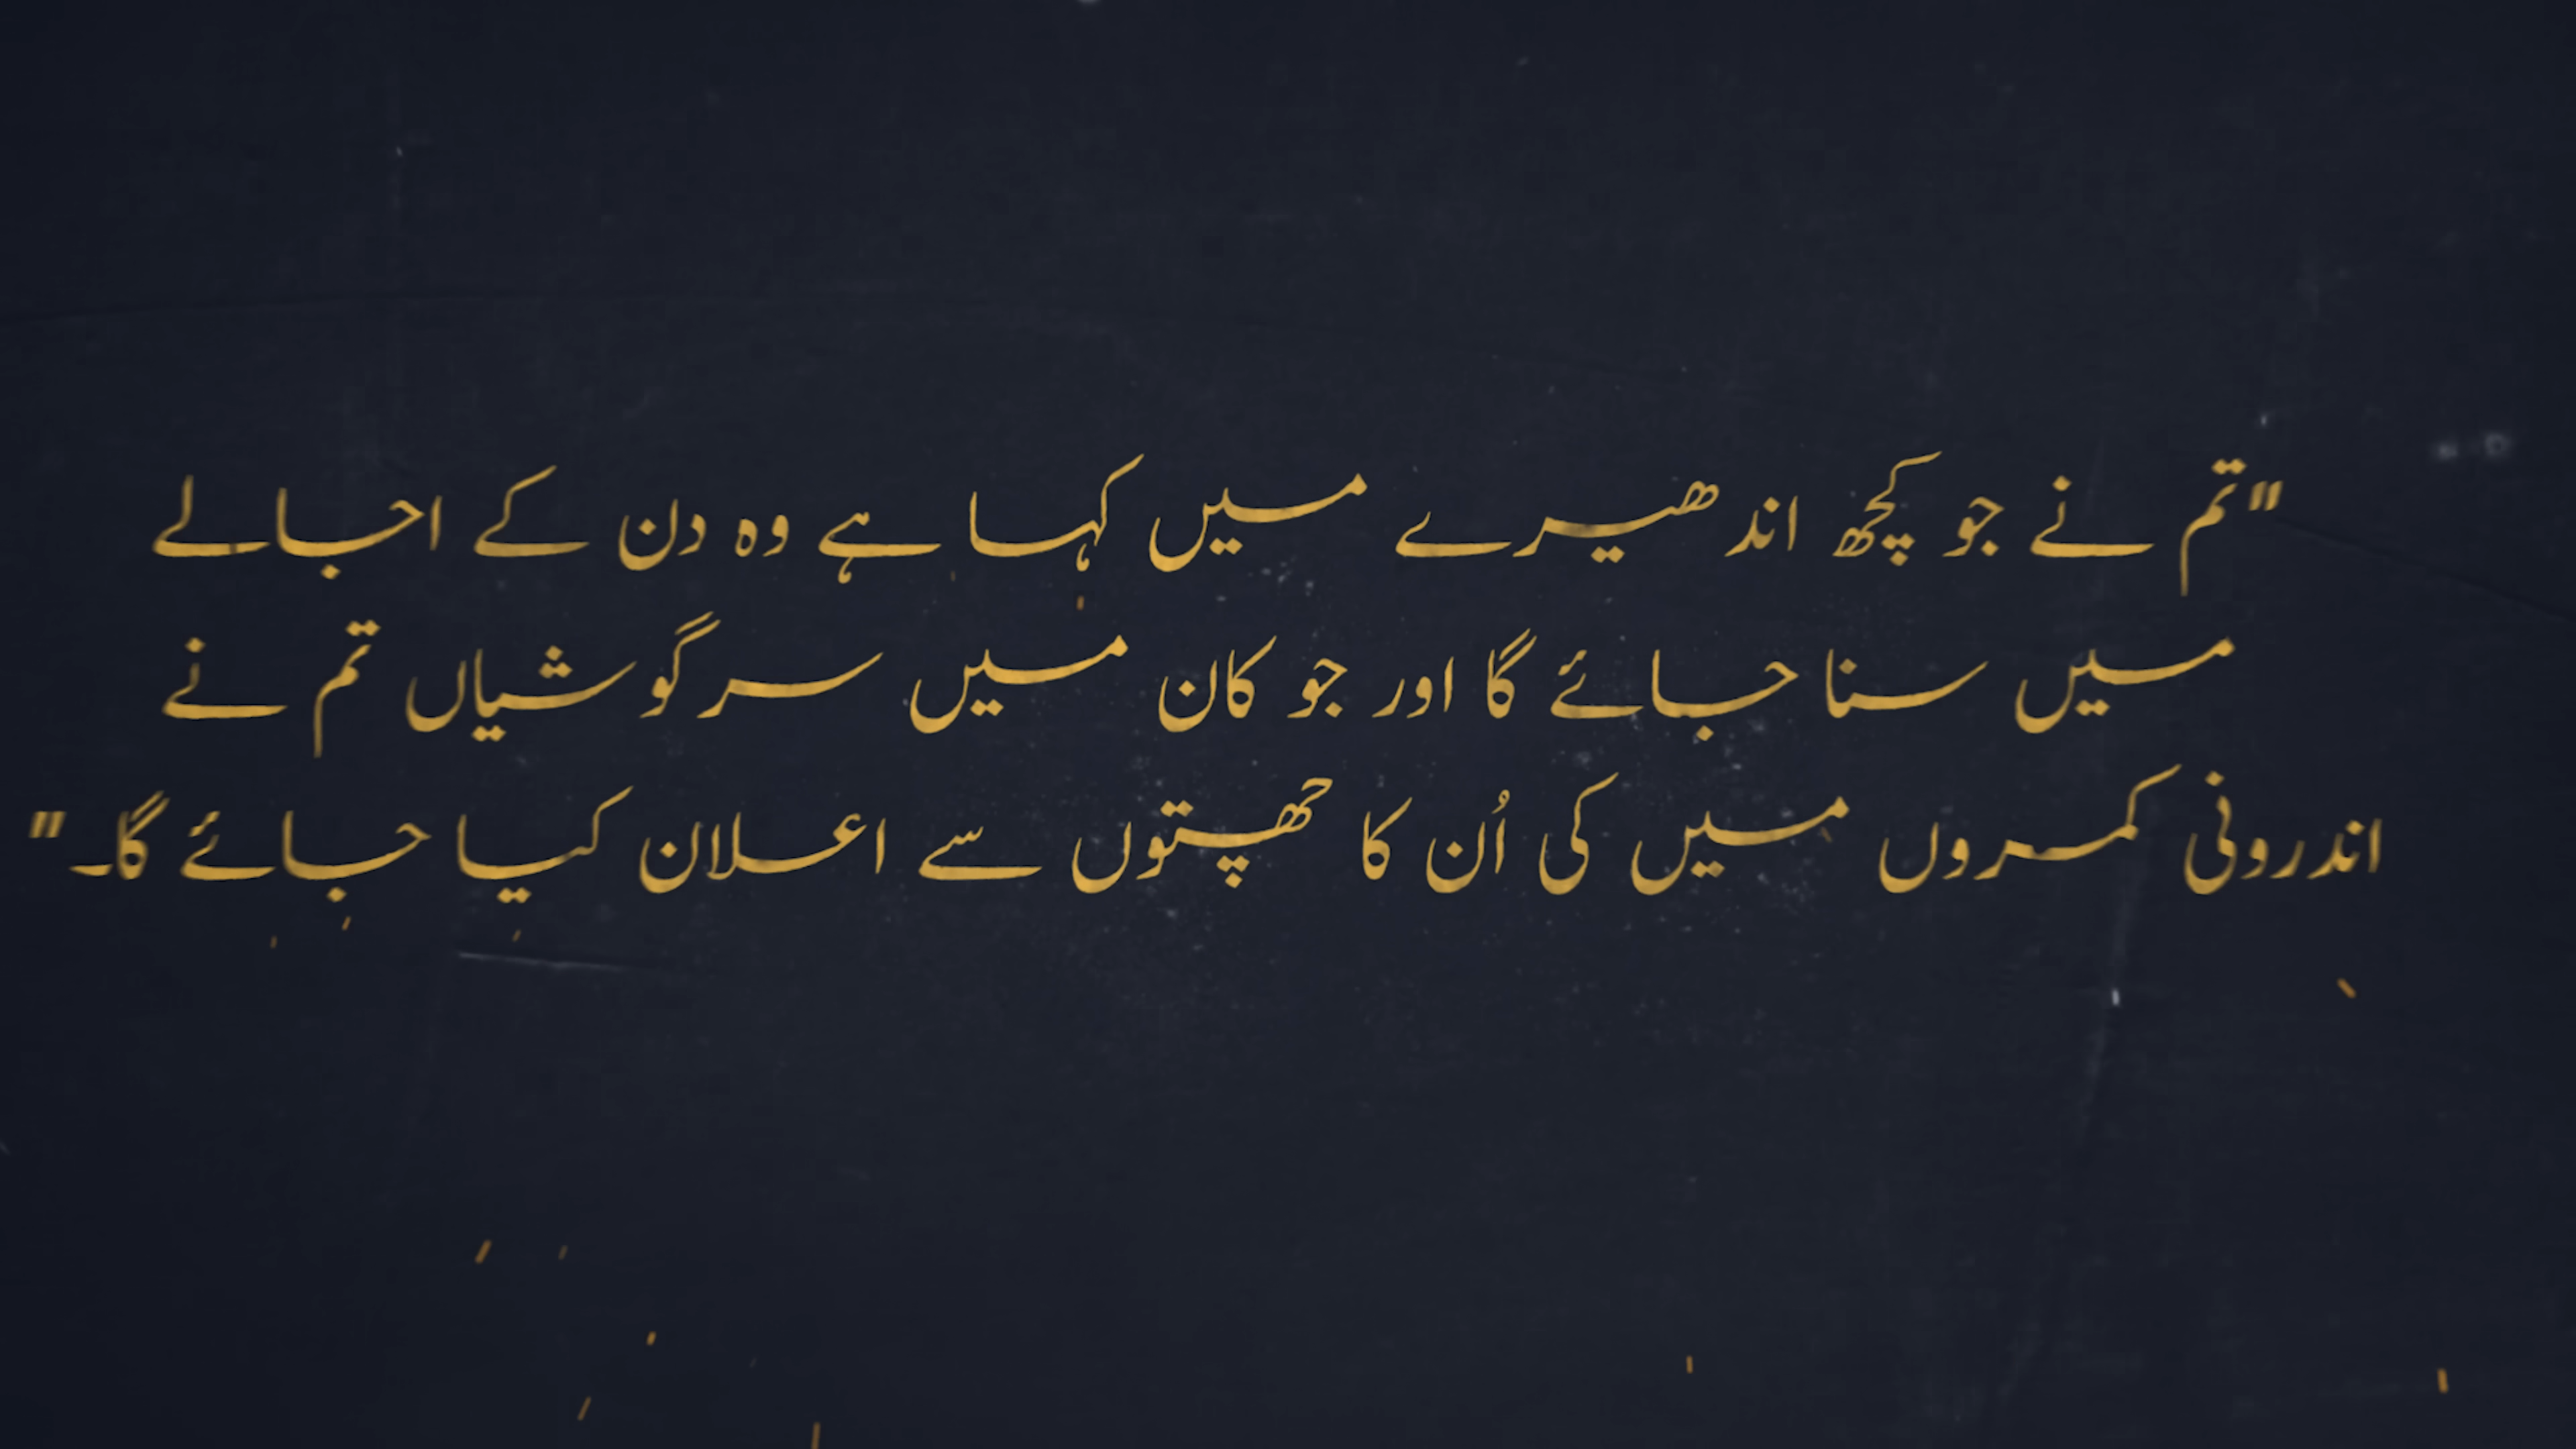 "تم نے جو کچھ اندھیرے میں کہا ہے وہ دن کے اجالے
میں سنا جائے گا اور جو کان میں سرگوشیاں تم نے
اندرونی کمروں میں کی اُن کا چھتوں سے اعلان کیا جائے گا۔"